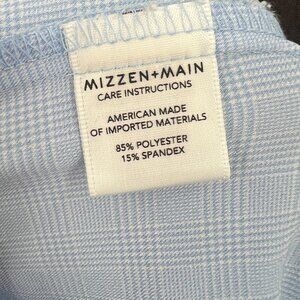 MIZZEN+MAIN
CARE INSTRUCTIONS
AMERICAN MADE
OF IMPORTED MATERIALS
85% POLYESTER
15% SPANDEX